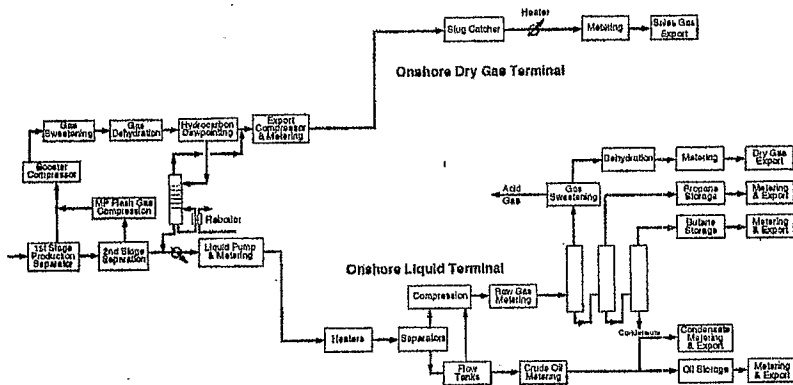 Heater
Slug Catcher
Metering
Sales Gas
Export
Onshore Dry Gas Terminal
Gas
Sweetening
Gas
Dehydration
Hydrocarbon
Dewpointing
Export
Compressor
& Metering
Booster
Compressor
MP Flash Gas
Compression
Reboiler
1st Stage
Production
Separator
2nd Stage
Separation
Liquid Pump
& Metering
Dehydration
Metering
Dry Gas
Export
Acid
Gas
Gas
Sweetening
Propane
Storage
Metering
& Export
Butane
Storage
Metering
& Export
Onshore Liquid Terminal
Compression
Raw Gas
Metering
Heaters
Separators
Condensate
Condensate
Metering
& Export
Flow
Tanks
Crude Oil
Metering
Oil Storage
Metering
& Export